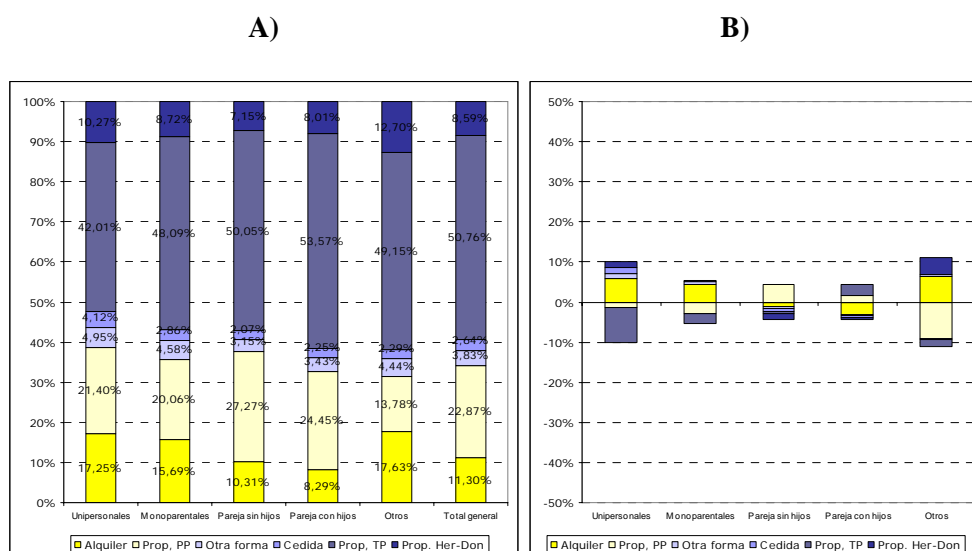 A)
B)
100%
90%
80%
70%
60%
50%
40%
30%
20%
10%
0%
10,27% 8,72% 7,15% 8,01% 12,70% 8,59%
42,01% 48,09% 50,05% 53,57% 49,15% 50,76%
4,12% 2,86% 2,07% 2,25% 2,29% 2,64%
4,95% 4,58% 3,15% 3,43% 4,44% 3,83%
21,40% 20,06% 27,27% 24,45% 13,78% 22,87%
17,25% 15,69% 10,31% 8,29% 17,63% 11,30%
Unipersonales Monoparentales Pareja sin hijos Pareja con hijos Otros Total general
Alquiler Prop, PP Otra forma Cedida Prop, TP Prop. Her-Don
50%
40%
30%
20%
10%
0%
-10%
-20%
-30%
-40%
-50%
Unipersonales Monoparentales Pareja sin hijos Pareja con hijos Otros
Alquiler Prop, PP Otra forma Cedida Prop, TP Prop. Her-Don